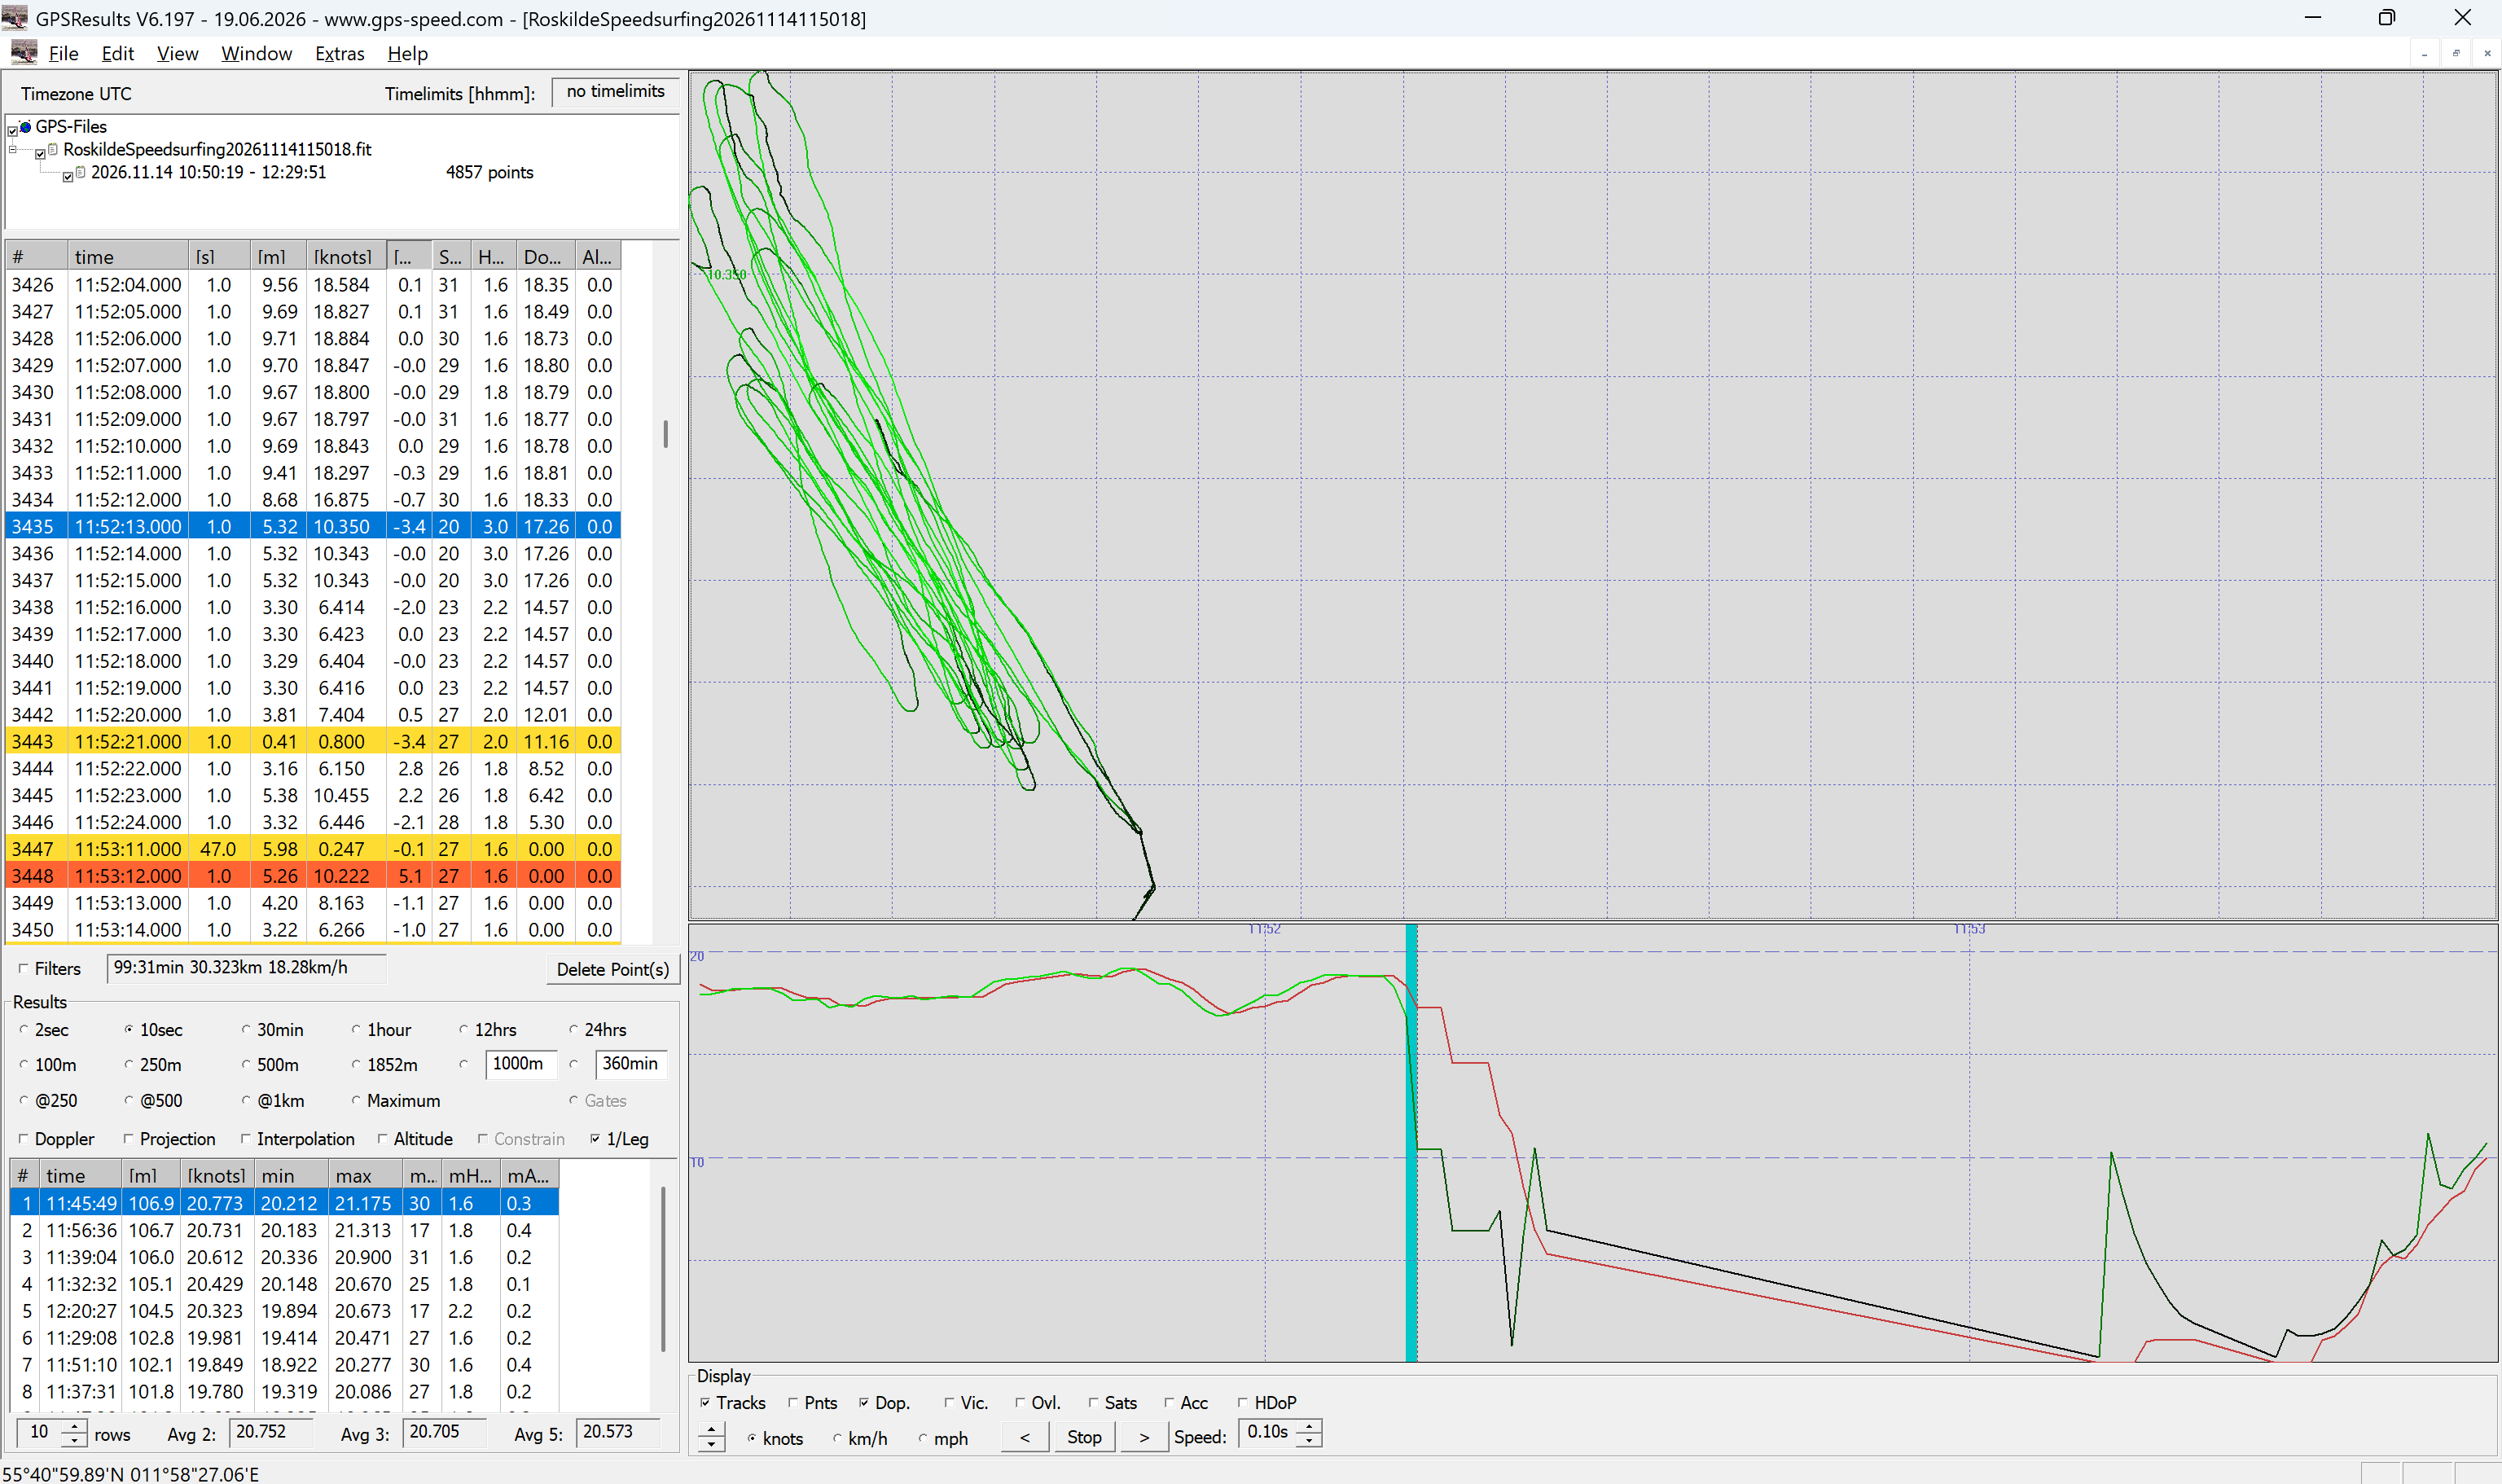 GPSResults V6.197 - 19.06.2026 - www.gps-speed.com - [RoskildeSpeedsurfing20261114115018]
File Edit View Window Extras Help
Timezone UTC Timelimits [hhmm]: no timelimits
GPS-Files
RoskildeSpeedsurfing20261114115018.fit
2026.11.14 10:50:19 - 12:29:51 4857 points
# time [s] [m] [knots] [... S... H... Do... Al...
3426 11:52:04.000 1.0 9.56 18.584 0.1 31 1.6 18.35 0.0
3427 11:52:05.000 1.0 9.69 18.827 0.1 31 1.6 18.49 0.0
3428 11:52:06.000 1.0 9.71 18.884 0.0 30 1.6 18.73 0.0
3429 11:52:07.000 1.0 9.70 18.847 -0.0 29 1.6 18.80 0.0
3430 11:52:08.000 1.0 9.67 18.800 -0.0 29 1.8 18.79 0.0
3431 11:52:09.000 1.0 9.67 18.797 -0.0 31 1.6 18.77 0.0
3432 11:52:10.000 1.0 9.69 18.843 0.0 29 1.6 18.78 0.0
3433 11:52:11.000 1.0 9.41 18.297 -0.3 29 1.6 18.81 0.0
3434 11:52:12.000 1.0 8.68 16.875 -0.7 30 1.6 18.33 0.0
3435 11:52:13.000 1.0 5.32 10.350 -3.4 20 3.0 17.26 0.0
3436 11:52:14.000 1.0 5.32 10.343 -0.0 20 3.0 17.26 0.0
3437 11:52:15.000 1.0 5.32 10.343 -0.0 20 3.0 17.26 0.0
3438 11:52:16.000 1.0 3.30 6.414 -2.0 23 2.2 14.57 0.0
3439 11:52:17.000 1.0 3.30 6.423 0.0 23 2.2 14.57 0.0
3440 11:52:18.000 1.0 3.29 6.404 -0.0 23 2.2 14.57 0.0
3441 11:52:19.000 1.0 3.30 6.416 0.0 23 2.2 14.57 0.0
3442 11:52:20.000 1.0 3.81 7.404 0.5 27 2.0 12.01 0.0
3443 11:52:21.000 1.0 0.41 0.800 -3.4 27 2.0 11.16 0.0
3444 11:52:22.000 1.0 3.16 6.150 2.8 26 1.8 8.52 0.0
3445 11:52:23.000 1.0 5.38 10.455 2.2 26 1.8 6.42 0.0
3446 11:52:24.000 1.0 3.32 6.446 -2.1 28 1.8 5.30 0.0
3447 11:53:11.000 47.0 5.98 0.247 -0.1 27 1.6 0.00 0.0
3448 11:53:12.000 1.0 5.26 10.222 5.1 27 1.6 0.00 0.0
3449 11:53:13.000 1.0 4.20 8.163 -1.1 27 1.6 0.00 0.0
3450 11:53:14.000 1.0 3.22 6.266 -1.0 27 1.6 0.00 0.0
Filters 99:31min 30.323km 18.28km/h Delete Point(s)
Results
2sec 10sec 30min 1hour 12hrs 24hrs
100m 250m 500m 1852m 1000m 360min
@250 @500 @1km Maximum Gates
Doppler Projection Interpolation Altitude Constrain 1/Leg
# time [m] [knots] min max m.. mH... mA...
1 11:45:49 106.9 20.773 20.212 21.175 30 1.6 0.3
2 11:56:36 106.7 20.731 20.183 21.313 17 1.8 0.4
3 11:39:04 106.0 20.612 20.336 20.900 31 1.6 0.2
4 11:32:32 105.1 20.429 20.148 20.670 25 1.8 0.1
5 12:20:27 104.5 20.323 19.894 20.673 17 2.2 0.2
6 11:29:08 102.8 19.981 19.414 20.471 27 1.6 0.2
7 11:51:10 102.1 19.849 18.922 20.277 30 1.6 0.4
8 11:37:31 101.8 19.780 19.319 20.086 27 1.8 0.2
10 rows Avg 2: 20.752 Avg 3: 20.705 Avg 5: 20.573
55°40"59.89'N 011°58"27.06'E
10.350
11:52 11:53
20
10
Display
Tracks Pnts Dop. Vic. Ovl. Sats Acc HDoP
knots km/h mph < Stop > Speed: 0.10s